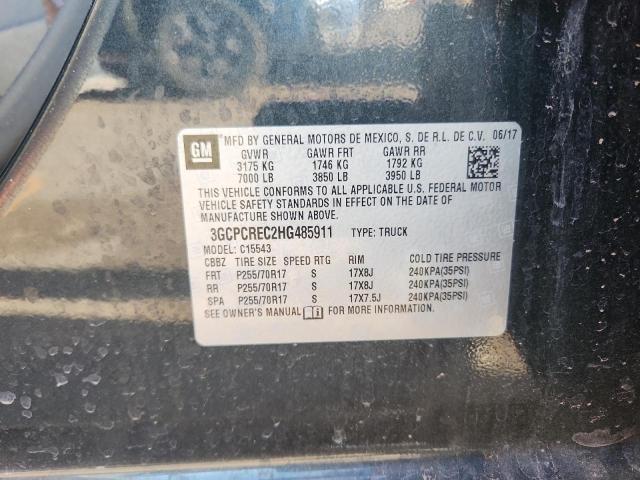 GM
MFD BY GENERAL MOTORS DE MEXICO, S. DE R.L. DE C.V. 06/17
GVWR GAWR FRT GAWR RR
3175 KG 1746 KG 1792 KG
7000 LB 3850 LB 3950 LB
THIS VEHICLE CONFORMS TO ALL APPLICABLE U.S. FEDERAL MOTOR
VEHICLE SAFETY STANDARDS IN EFFECT ON THE DATE OF
MANUFACTURE SHOWN ABOVE.
3GCPCREC2HG485911 TYPE: TRUCK
MODEL: C15543
CBBZ TIRE SIZE SPEED RTG RIM COLD TIRE PRESSURE
FRT P255/70R17 S 17X8J 240KPA(35PSI)
RR P255/70R17 S 17X8J 240KPA(35PSI)
SPA P255/70R17 S 17X7.5J 240KPA(35PSI)
SEE OWNER'S MANUAL FOR MORE INFORMATION.